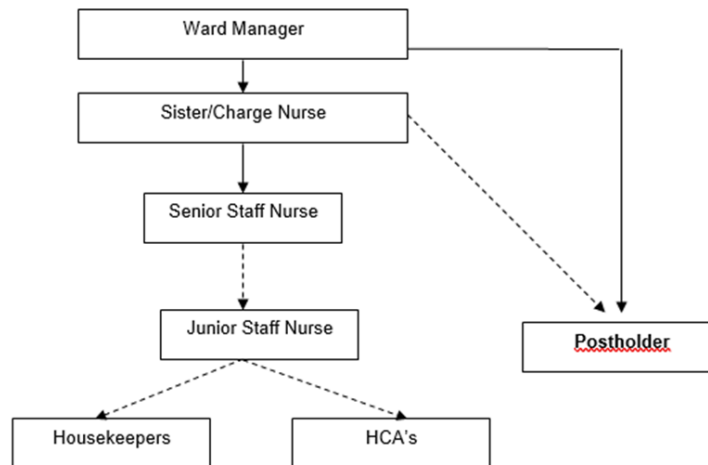 Ward Manager
Sister/Charge Nurse
Senior Staff Nurse
Junior Staff Nurse
Postholder
Housekeepers
HCA's